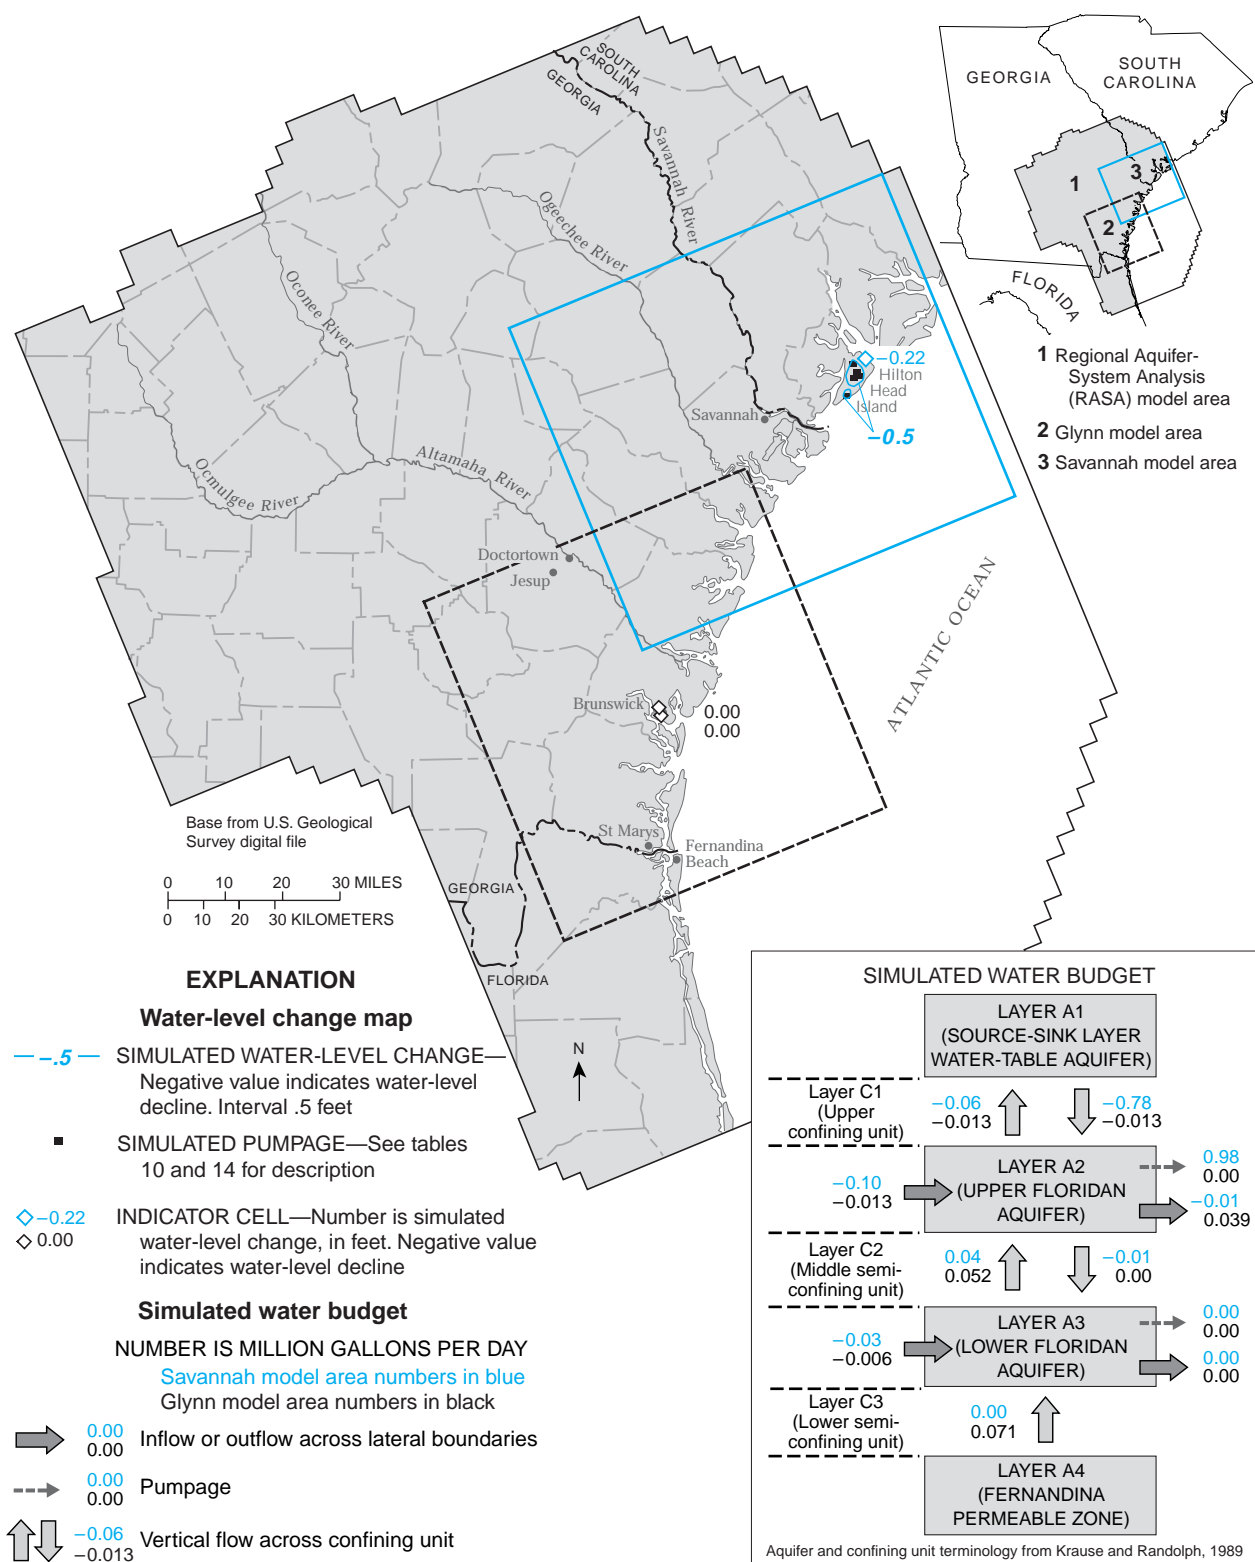 SOUTH
CAROLINA
GEORGIA
Savannah River
Ogeechee River
Oconee River
Ocmulgee River
Altamaha River
Savannah
−0.22
Hilton
Head
Island
−0.5
Doctortown
Jesup
Brunswick
0.00
0.00
ATLANTIC OCEAN
St Marys
Fernandina
Beach
GEORGIA
FLORIDA
Base from U.S. Geological
Survey digital file
0 10 20 30 MILES
0 10 20 30 KILOMETERS
N
GEORGIA
SOUTH
CAROLINA
FLORIDA
1
2
3
1 Regional Aquifer-
System Analysis
(RASA) model area
2 Glynn model area
3 Savannah model area
EXPLANATION
Water-level change map
−.5 SIMULATED WATER-LEVEL CHANGE—
Negative value indicates water-level
decline. Interval .5 feet
SIMULATED PUMPAGE—See tables
10 and 14 for description
−0.22
0.00
INDICATOR CELL—Number is simulated
water-level change, in feet. Negative value
indicates water-level decline
Simulated water budget
NUMBER IS MILLION GALLONS PER DAY
Savannah model area numbers in blue
Glynn model area numbers in black
0.00
0.00
Inflow or outflow across lateral boundaries
0.00
0.00
Pumpage
−0.06
−0.013
Vertical flow across confining unit
SIMULATED WATER BUDGET
LAYER A1
(SOURCE-SINK LAYER
WATER-TABLE AQUIFER)
Layer C1
(Upper
confining unit)
−0.06
−0.013
−0.78
−0.013
−0.10
−0.013
LAYER A2
(UPPER FLORIDAN
AQUIFER)
0.98
0.00
−0.01
0.039
Layer C2
(Middle semi-
confining unit)
0.04
0.052
−0.01
0.00
−0.03
−0.006
LAYER A3
(LOWER FLORIDAN
AQUIFER)
0.00
0.00
0.00
0.00
Layer C3
(Lower semi-
confining unit)
0.00
0.071
LAYER A4
(FERNANDINA
PERMEABLE ZONE)
Aquifer and confining unit terminology from Krause and Randolph, 1989